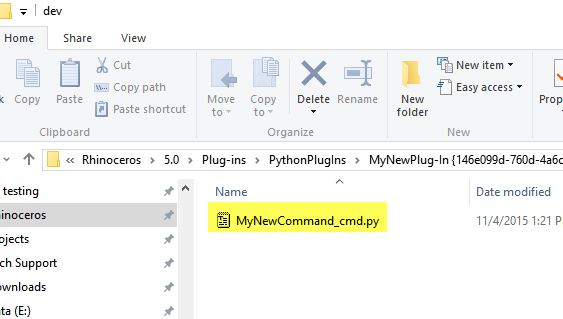 dev
Home Share View
Copy Paste Cut
Copy path
Paste shortcut
Move to Copy to Delete Rename
New folder
New item
Easy access
Clipboard Organize New
« Rhinoceros > 5.0 > Plug-ins > PythonPlugIns > MyNewPlug-In {146e099d-760d-4a6c
Name Date modified
testing
MyNewCommand_cmd.py 11/4/2015 1:21 P
hinoceros
ojects
ch Support
ownloads
ta (E:)